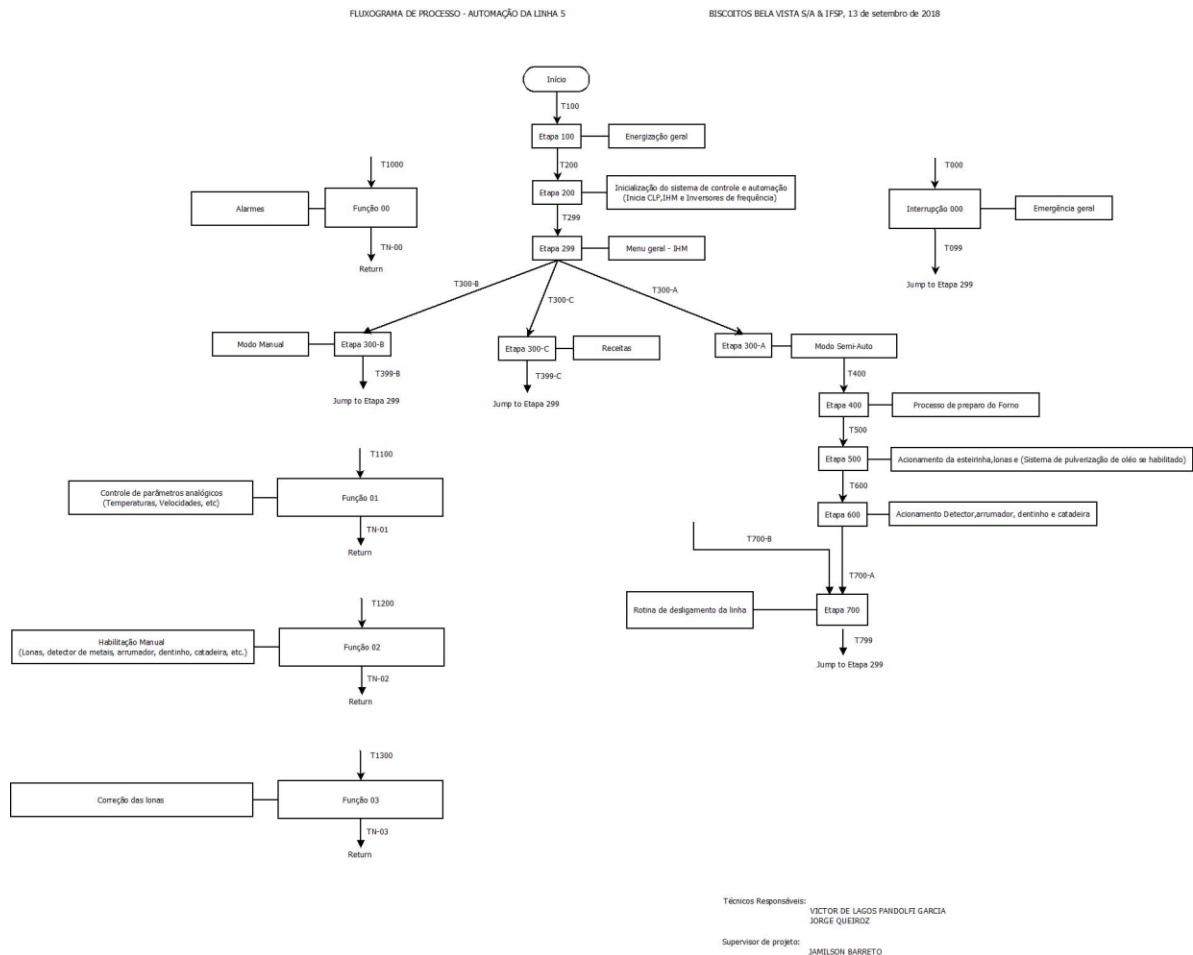 FLUXOGRAMA DE PROCESSO - AUTOMAÇÃO DA LINHA 5
BISCOITOS BELA VISTA S/A & IFSP, 13 de setembro de 2018
Início
T100
Etapa 100
Energização geral
T200
Etapa 200
Inicialização do sistema de controle e automação
(Inicia CLP,IHM e Inversores de frequência)
T299
Etapa 299
Menu geral - IHM
T1000
Alarmes
Função 00
TN-00
Return
T000
Interrupção 000
Emergência geral
T099
Jump to Etapa 299
T300-B
T300-C
T300-A
Modo Manual
Etapa 300-B
T399-B
Jump to Etapa 299
Etapa 300-C
Receitas
T399-C
Jump to Etapa 299
Etapa 300-A
Modo Semi-Auto
T400
Etapa 400
Processo de preparo do Forno
T500
Etapa 500
Acionamento da esteirinha,lonas e (Sistema de pulverização de oléo se habilitado)
T600
Etapa 600
Acionamento Detector,arrumador, dentinho e catadeira
T700-B
T700-A
Rotina de desligamento da linha
Etapa 700
T799
Jump to Etapa 299
T1100
Controle de parâmetros analógicos
(Temperaturas, Velocidades, etc)
Função 01
TN-01
Return
T1200
Habilitação Manual
(Lonas, detector de metais, arrumador, dentinho, catadeira, etc.)
Função 02
TN-02
Return
T1300
Correção das lonas
Função 03
TN-03
Return
Técnicos Responsáveis:
VICTOR DE LAGOS PANDOLFI GARCIA
JORGE QUEIROZ
Supervisor de projeto:
JAMILSON BARRETO